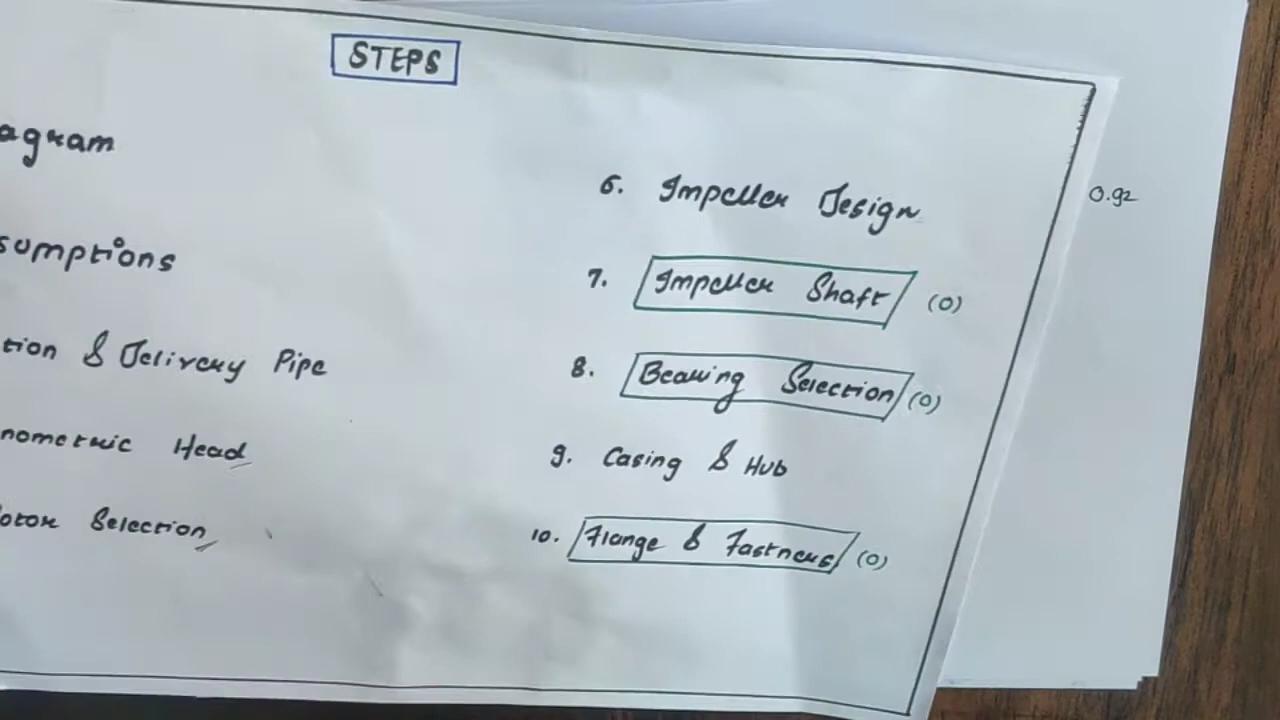 STEPS
agram
sumptions
tion & Delivery Pipe
nometric Head
otor Selection
6. Impeller Design
7. Impeller Shaft (0)
8. Bearing Selection (0)
9. Casing & HUB
10. Flange & Fastners (0)
0.92